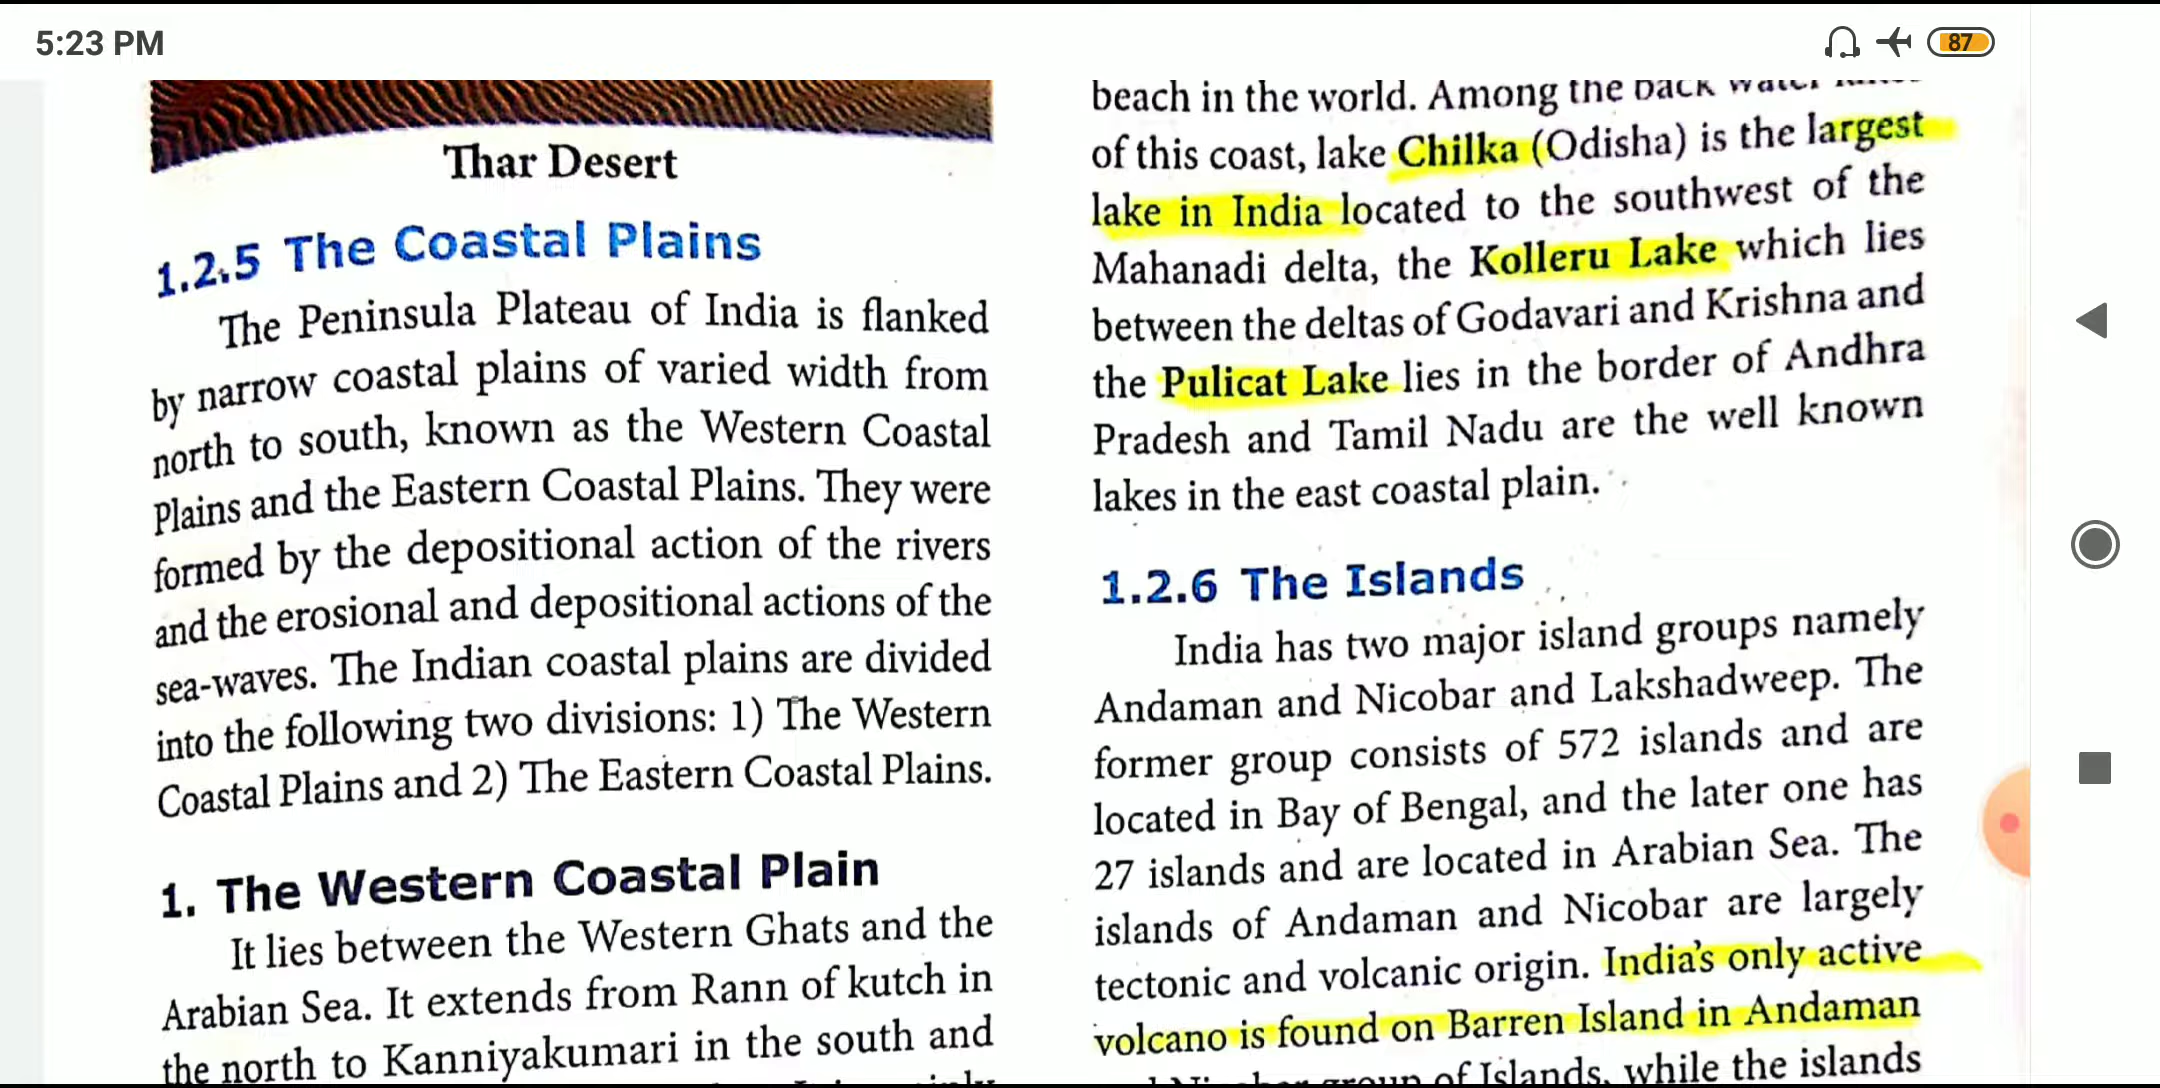 5:23 PM
87
Thar Desert
1.2.5 The Coastal Plains
The Peninsula Plateau of India is flanked
by narrow coastal plains of varied width from
north to south, known as the Western Coastal
Plains and the Eastern Coastal Plains. They were
formed by the depositional action of the rivers
and the erosional and depositional actions of the
sea-waves. The Indian coastal plains are divided
into the following two divisions: 1) The Western
Coastal Plains and 2) The Eastern Coastal Plains.
1. The Western Coastal Plain
It lies between the Western Ghats and the
Arabian Sea. It extends from Rann of kutch in
the north to Kanniyakumari in the south and
beach in the world. Among the back water
of this coast, lake Chilka (Odisha) is the largest
lake in India located to the southwest of the
Mahanadi delta, the Kolleru Lake which lies
between the deltas of Godavari and Krishna and
the Pulicat Lake lies in the border of Andhra
Pradesh and Tamil Nadu are the well known
lakes in the east coastal plain.
1.2.6 The Islands
India has two major island groups namely
Andaman and Nicobar and Lakshadweep. The
former group consists of 572 islands and are
located in Bay of Bengal, and the later one has
27 islands and are located in Arabian Sea. The
islands of Andaman and Nicobar are largely
tectonic and volcanic origin. India's only active
volcano is found on Barren Island in Andaman
group of Islands, while the islands